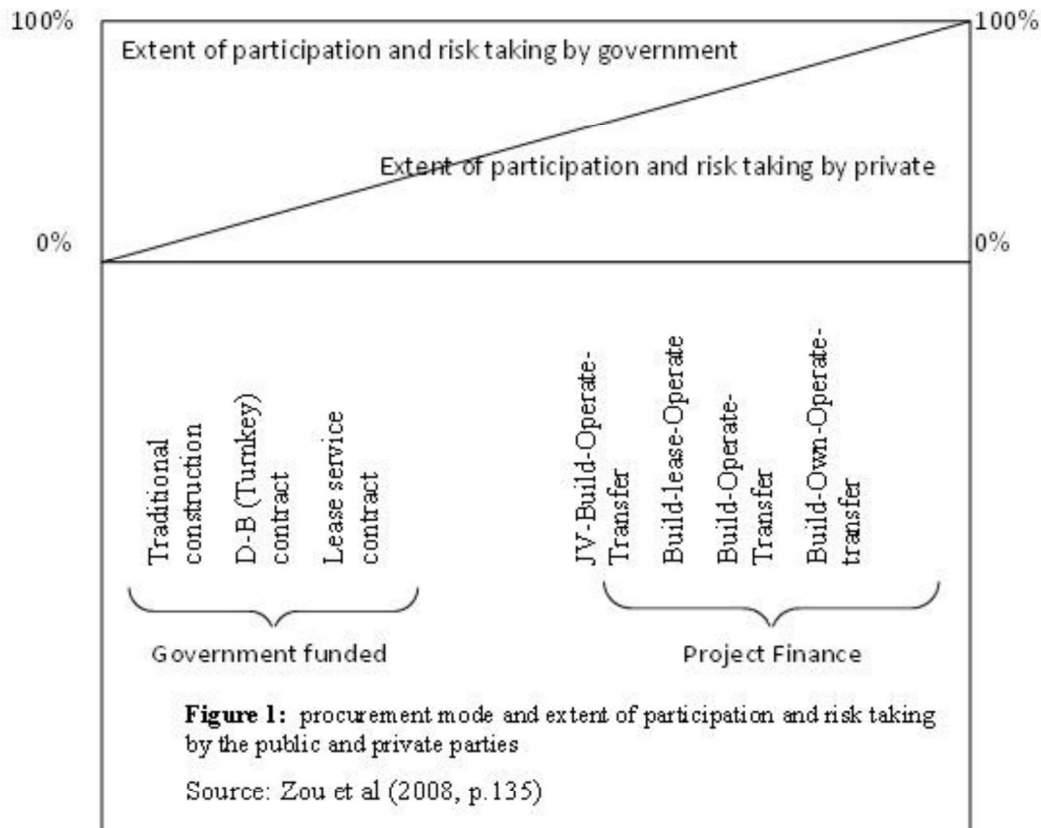 100%
100%
Extent of participation and risk taking by government
Extent of participation and risk taking by private
0%
0%
Traditional
construction
D-B (Turnkey)
contract
Lease service
contract
JV-Build-Operate-
Transfer
Build-lease-Operate
Build-Operate-
Transfer
Build-Own-Operate-
transfer
Government funded
Project Finance
Figure 1: procurement mode and extent of participation and risk taking
by the public and private parties
Source: Zou et al (2008, p.135)